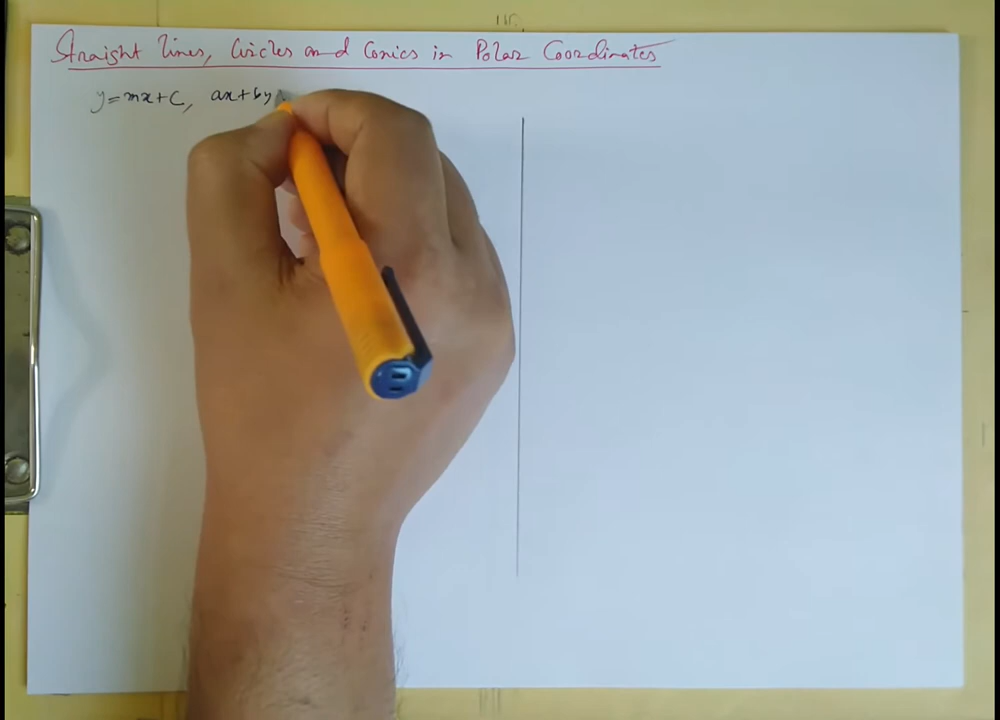 Straight lines, Circles and Conics in Polar Coordinates
y=mx+c, ax+by